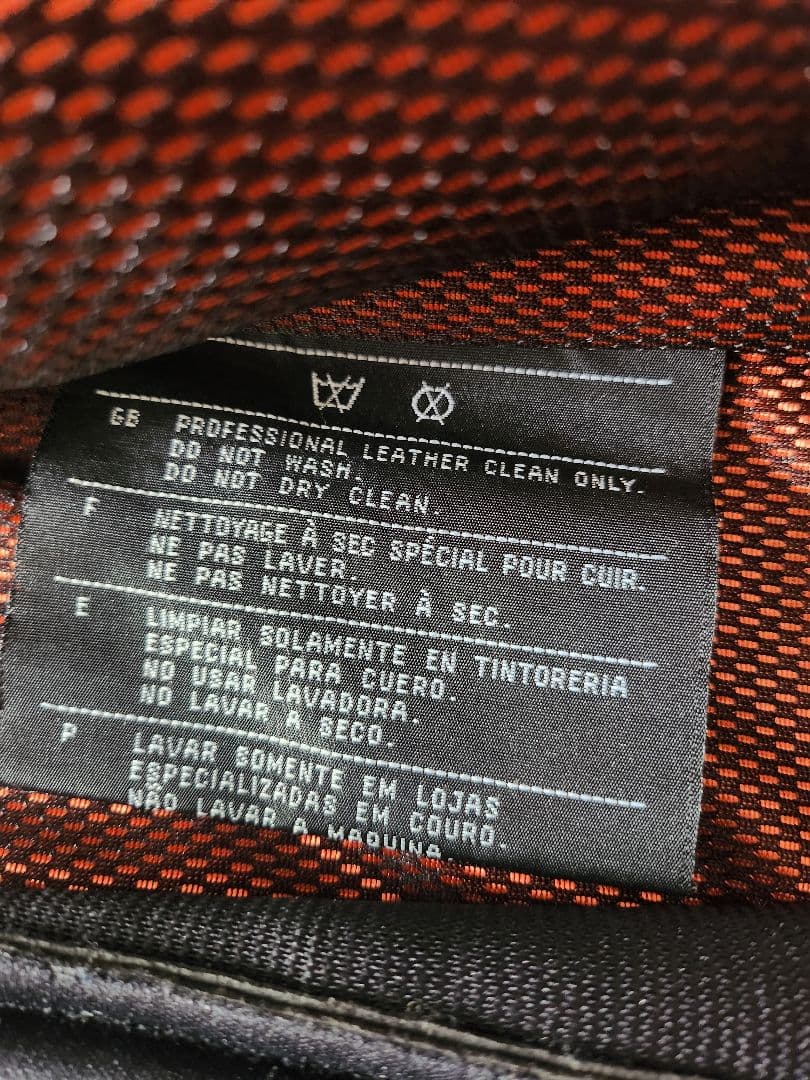 GB PROFESSIONAL LEATHER CLEAN ONLY.
DO NOT WASH.
DO NOT DRY CLEAN.
F NETTOYAGE À SEC SPÉCIAL POUR CUIR.
NE PAS LAVER.
NE PAS NETTOYER À SEC.
E LIMPIAR SOLAMENTE EN TINTORERIA
ESPECIAL PARA CUERO.
NO USAR LAVADORA.
NO LAVAR A SECO.
P LAVAR SOMENTE EM LOJAS
ESPECIALIZADAS EM COURO.
NÃO LAVAR A MAQUINA.